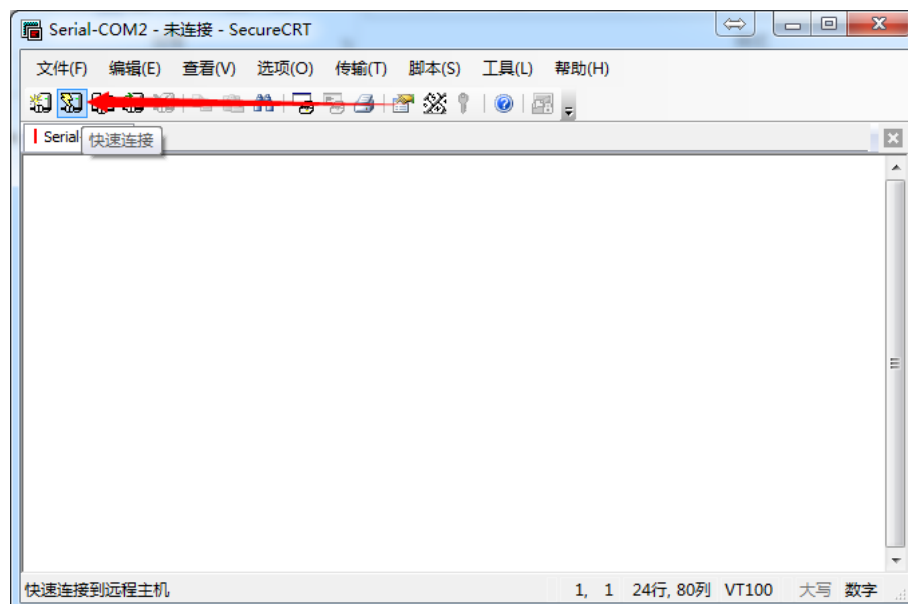 Serial-COM2 - 未连接 - SecureCRT
文件(F) 编辑(E) 查看(V) 选项(O) 传输(T) 脚本(S) 工具(L) 帮助(H)
Serial-
快速连接
快速连接到远程主机 1, 1 24行, 80列 VT100 大写 数字